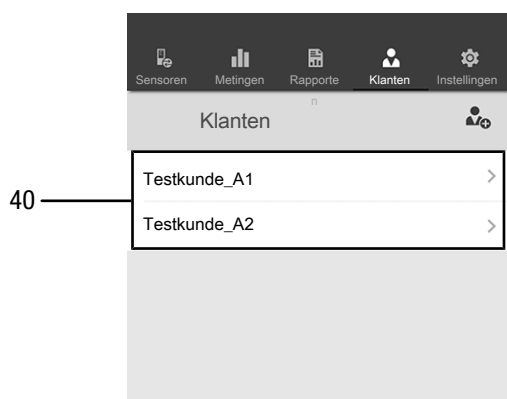 Sensoren Metingen Rapporte Klanten Instellingen
n
Klanten
Testkunde_A1
40
Testkunde_A2